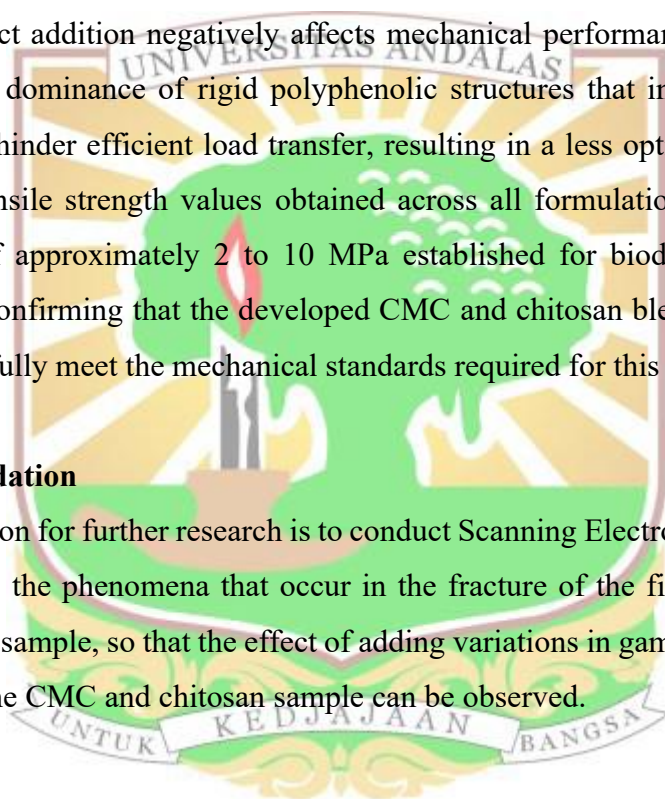 ct addition negatively affects mechanical performan
UNIVERSITAS ANDALAS
dominance of rigid polyphenolic structures that in
hinder efficient load transfer, resulting in a less opt
nsile strength values obtained across all formulatio
f approximately 2 to 10 MPa established for biod
onfirming that the developed CMC and chitosan ble
fully meet the mechanical standards required for this
dation
on for further research is to conduct Scanning Electro
the phenomena that occur in the fracture of the fi
sample, so that the effect of adding variations in gam
he CMC and chitosan sample can be observed.
UNTUK KEDJAJAAN BANGSA